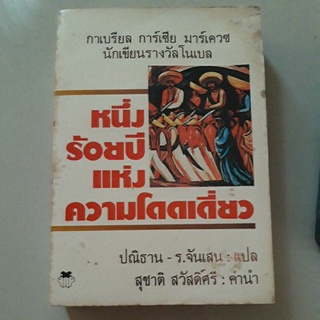 กาเบรียล การ์เซีย มาร์เควซ
นักเขียนรางวัลโนเบล
หนึ่ง
ร้อยปี
แห่ง
ความโดดเดี่ยว
ปณิธาน - ร.จันเสน : แปล
สุชาติ สวัสดิ์ศรี : คำนำ